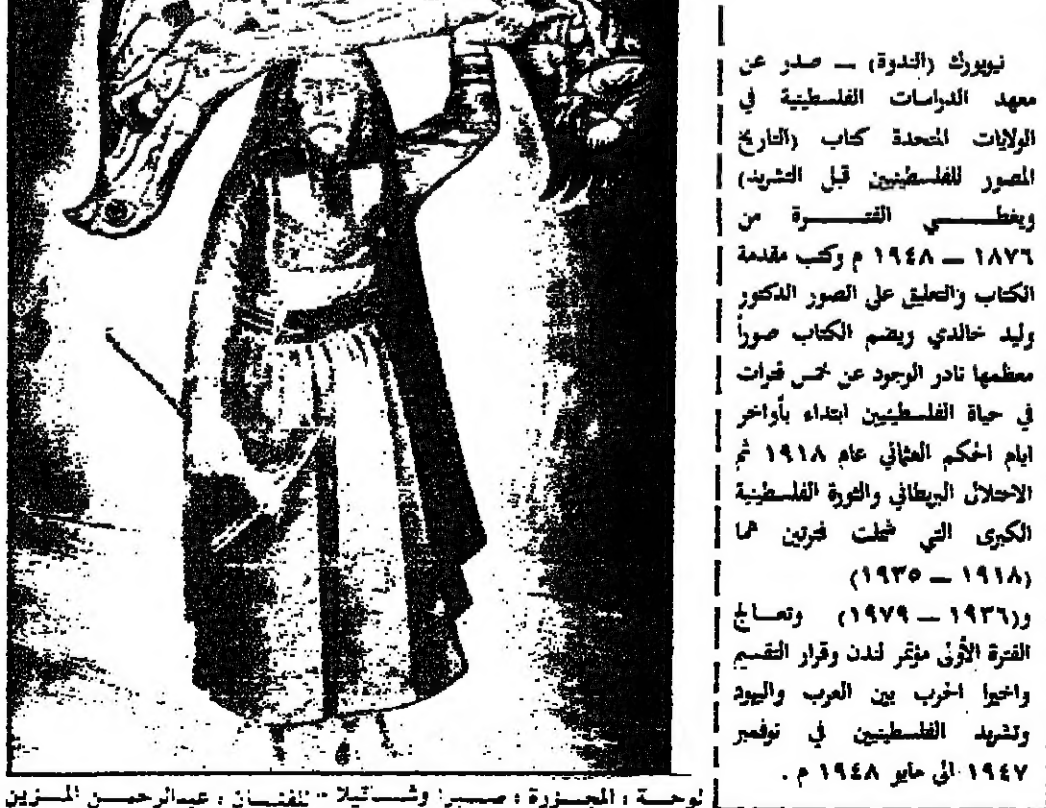 نيويورك (الندوة) — صدر عن
معهد الدراسات الفلسطينية في
الولايات المتحدة كتاب (التاريخ
المصور للفلسطينيين قبل التشريد)
ويغطي الفترة من
١٨٧٦ — ١٩٤٨ م وكتب مقدمة
الكتاب والتعليق على الصور الدكتور
وليد خالدي ويضم الكتاب صوراً
معظمها نادر الوجود عن خمس فترات
في حياة الفلسطينيين ابتداء بأواخر
ايام الحكم العثماني عام ١٩١٨ ثم
الاحتلال البريطاني والثورة الفلسطينية
الكبرى التي شملت فترتين هما
(١٩١٨ — ١٩٣٥)
و(١٩٣٦ — ١٩٧٩) وتعالج
الفترة الأولى مؤتمر لندن وقرار التقسيم
واخيرا الحرب بين العرب واليهود
وتشريد الفلسطينيين في نوفمبر
١٩٤٧ الى مايو ١٩٤٨ م .
لوحة : المجزرة : صبرا وشاتيلا - للفنان : عبدالرحمن المزين